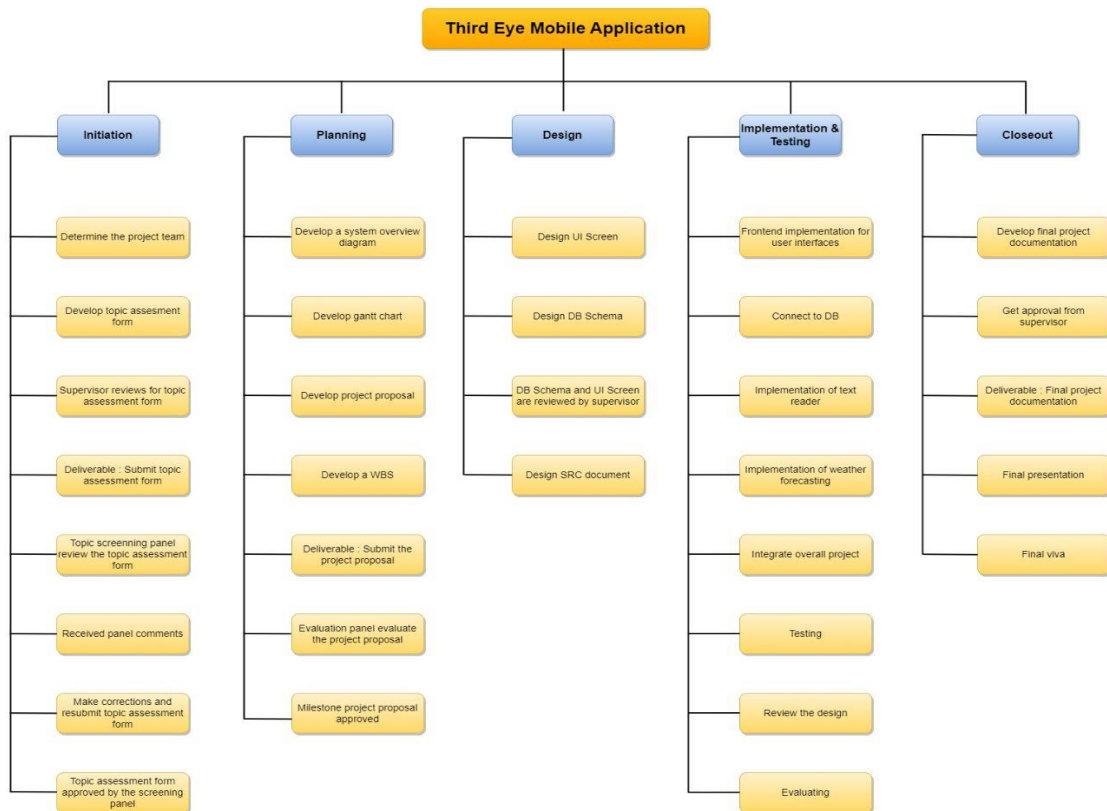 Third Eye Mobile Application
Initiation
Determine the project team
Develop topic assesment
form
Supervisor reviews for topic
assessment form
Deliverable : Submit topic
assessment form
Topic screenning panel
review the topic assessment
form
Received panel comments
Make corrections and
resubmit topic assessment
form
Topic assessment form
approved by the screening
panel
Planning
Develop a system overview
diagram
Develop gantt chart
Develop project proposal
Develop a WBS
Deliverable : Submit the
project proposal
Evaluation panel evaluate
the project proposal
Milestone project proposal
approved
Design
Design UI Screen
Design DB Schema
DB Schema and UI Screen
are reviewed by supervisor
Design SRC document
Implementation &
Testing
Frontend implementation for
user interfaces
Connect to DB
Implementation of text
reader
Implementation of weather
forecasting
Integrate overall project
Testing
Review the design
Evaluating
Closeout
Develop final project
documentation
Get approval from
supervisor
Deliverable : Final project
documentation
Final presentation
Final viva